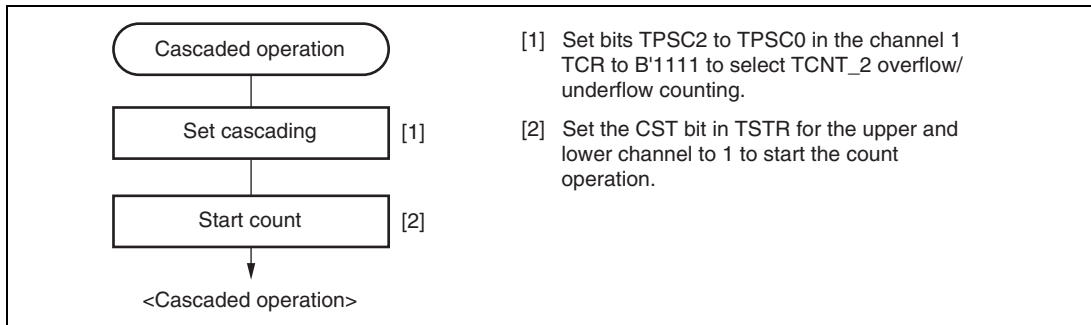 Cascaded operation
Set cascading [1]
Start count [2]
<Cascaded operation>
[1] Set bits TPSC2 to TPSC0 in the channel 1
TCR to B'1111 to select TCNT_2 overflow/
underflow counting.
[2] Set the CST bit in TSTR for the upper and
lower channel to 1 to start the count
operation.